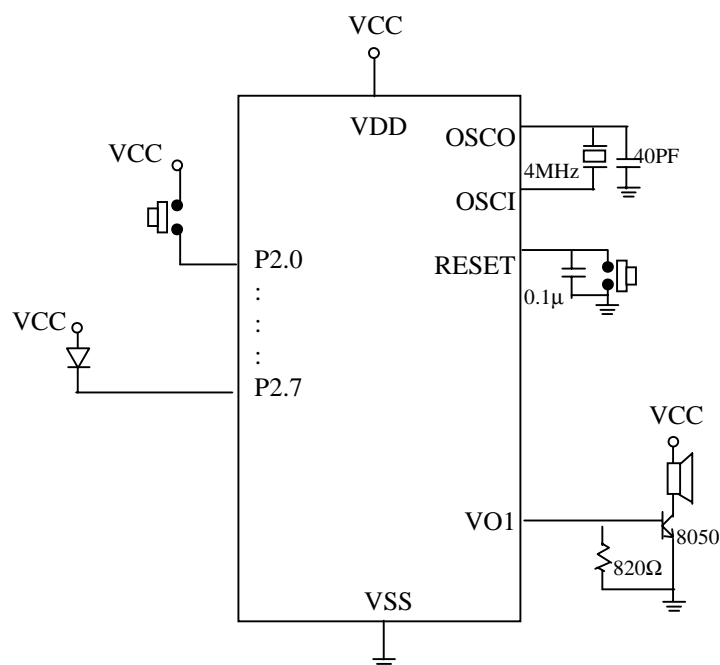 VCC
VDD
OSCO
VCC
4MHz
40PF
OSCI
P2.0
RESET
:
:
:
0.1μ
VCC
P2.7
VCC
VO1
8050
820Ω
VSS